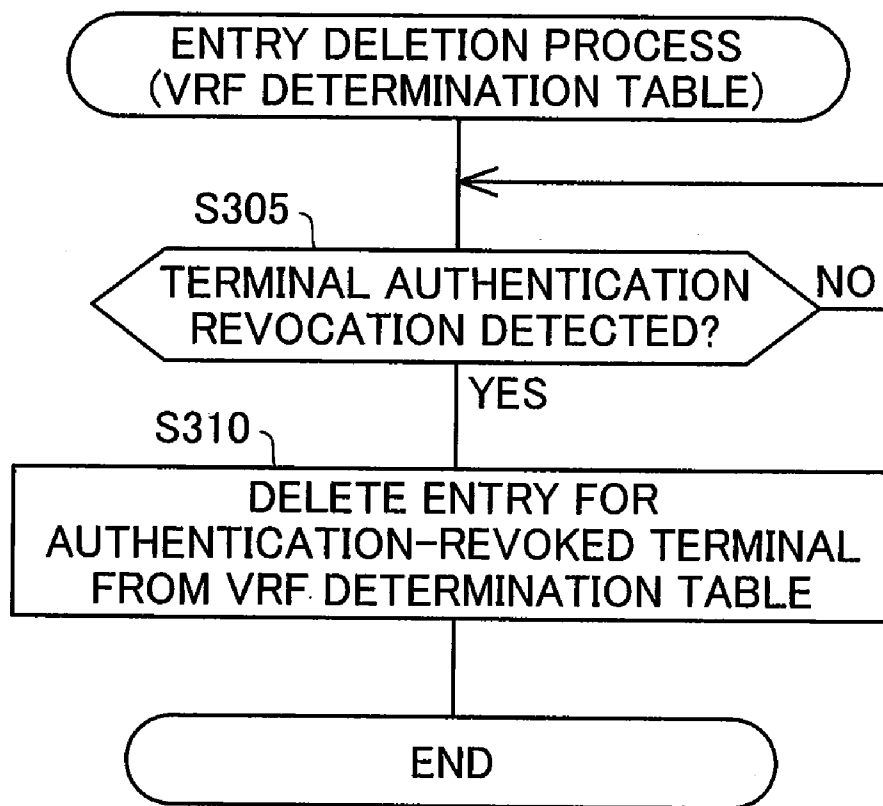 ENTRY DELETION PROCESS
(VRF DETERMINATION TABLE)
S305
TERMINAL AUTHENTICATION
REVOCATION DETECTED?
NO
YES
S310
DELETE ENTRY FOR
AUTHENTICATION-REVOKED TERMINAL
FROM VRF DETERMINATION TABLE
END